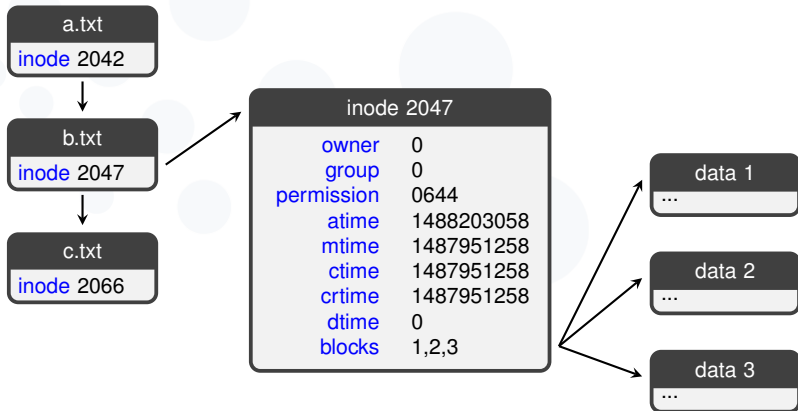 a.txt
inode 2042
b.txt
inode 2047
c.txt
inode 2066
inode 2047
owner 0
group 0
permission 0644
atime 1488203058
mtime 1487951258
ctime 1487951258
crtime 1487951258
dtime 0
blocks 1,2,3
data 1
...
data 2
...
data 3
...